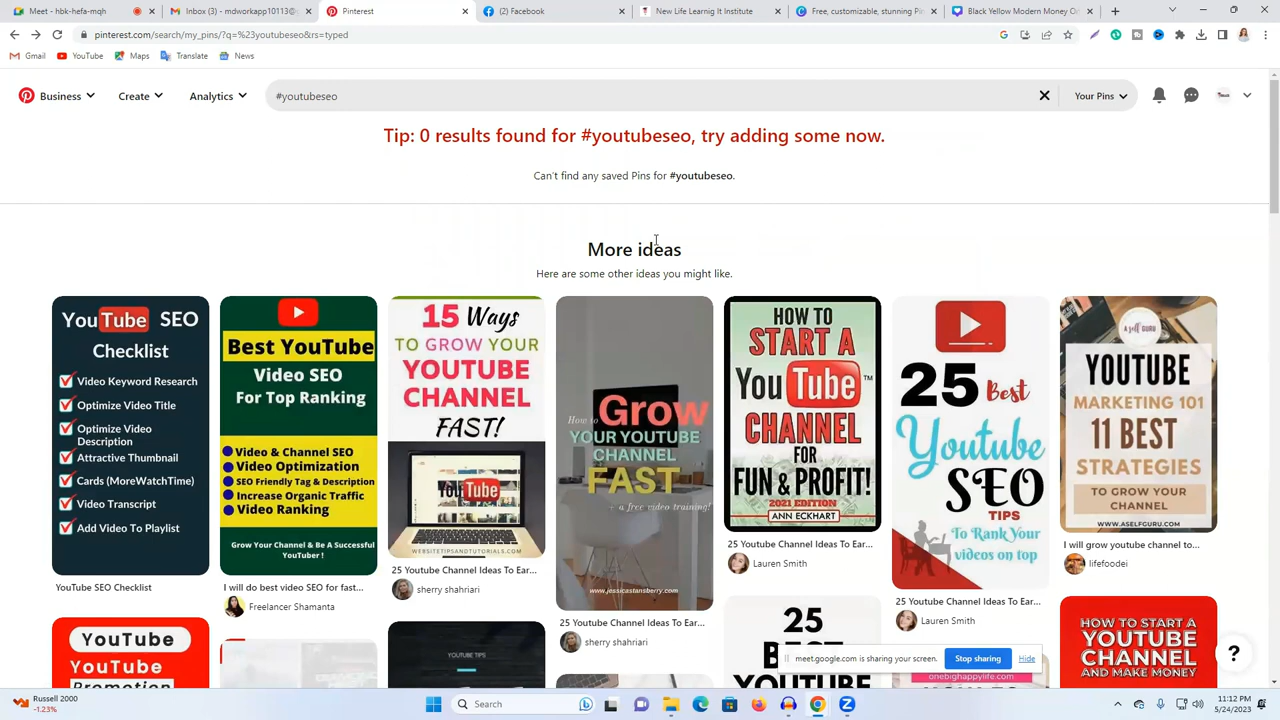 Meet - hbk-hefa-mqh
Inbox (3) - mdworkap10113@g
Pinterest
(2) Facebook
New Life Learnig It Institute
Free, customizable, stunning Pin
Black Yellow Modern Money On
pinterest.com/search/my_pins/?q=%23youtubeseo&rs=typed
Gmail
YouTube
Maps
Translate
News
Business
Create
Analytics
#youtubeseo
Your Pins
Tip: 0 results found for #youtubeseo, try adding some now.
Can't find any saved Pins for #youtubeseo.
More ideas
Here are some other ideas you might like.
YouTube SEO
Checklist
Video Keyword Research
Optimize Video Title
Optimize Video
Description
Attractive Thumbnail
Cards (MoreWatchTime)
Video Transcript
Add Video To Playlist
YouTube SEO Checklist
Best YouTube
Video SEO
For Top Ranking
Video & Channel SEO
Video Optimization
SEO Friendly Tag & Description
Increase Organic Traffic
Video Ranking
Grow Your Channel & Be A Successful
YouTuber !
I will do best video SEO for fast...
Freelancer Shamanta
15 Ways
TO GROW YOUR
YOUTUBE
CHANNEL
FAST!
YouTube
WEBSITETIPSANDTUTORIALS.COM
25 Youtube Channel Ideas To Ear...
sherry shahriari
How to Grow
YOUR YOUTUBE
CHANNEL
FAST
+ a free video training!
www.jessicastansberry.com
25 Youtube Channel Ideas To Ear...
sherry shahriari
HOW TO
START A
YouTube™
CHANNEL
FOR
FUN & PROFIT!
2021 EDITION
ANN ECKHART
25 Youtube Channel Ideas To Ear...
Lauren Smith
25 Best
Youtube
SEO
TIPS
To Rank Your
videos on top
25 Youtube Channel Ideas To Ear...
Lauren Smith
A SELF GURU
YOUTUBE
MARKETING 101
11 BEST
STRATEGIES
TO GROW YOUR
CHANNEL
WWW.ASELFGURU.COM
I will grow youtube channel to...
lifefoodei
YouTube
YouTube
Promotion
YOUTUBE TIPS
25
BEST
YOUTUBE
onebighappylife.com
HOW TO START A
YOUTUBE
CHANNEL
AND MAKE MONEY
meet.google.com is sharing your screen.
Stop sharing
Hide
?
Russell 2000
-1.23%
Search
11:12 PM
5/24/2023